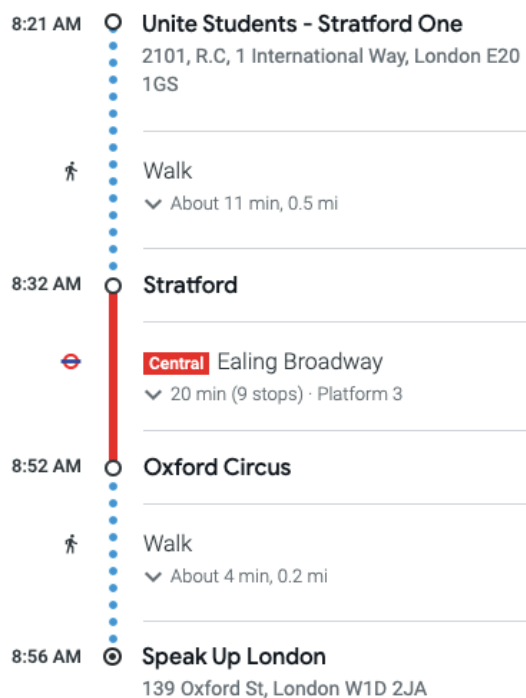 8:21 AM Unite Students - Stratford One
2101, R.C, 1 International Way, London E20
1GS
Walk
About 11 min, 0.5 mi
8:32 AM Stratford
Central Ealing Broadway
20 min (9 stops) · Platform 3
8:52 AM Oxford Circus
Walk
About 4 min, 0.2 mi
8:56 AM Speak Up London
139 Oxford St, London W1D 2JA